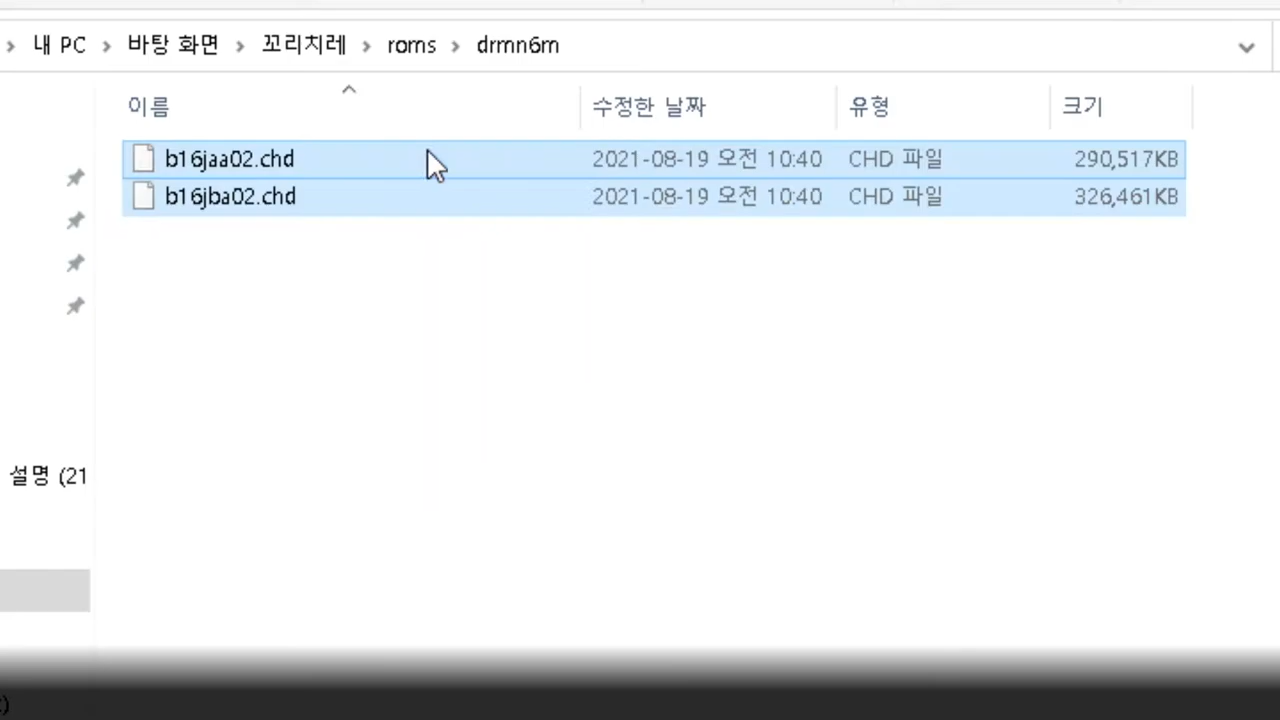 내 PC > 바탕 화면 > 꼬리치레 > roms > drmn6m
이름 수정한 날짜 유형 크기
b16jaa02.chd 2021-08-19 오전 10:40 CHD 파일 290,517KB
b16jba02.chd 2021-08-19 오전 10:40 CHD 파일 326,461KB
설명 (21